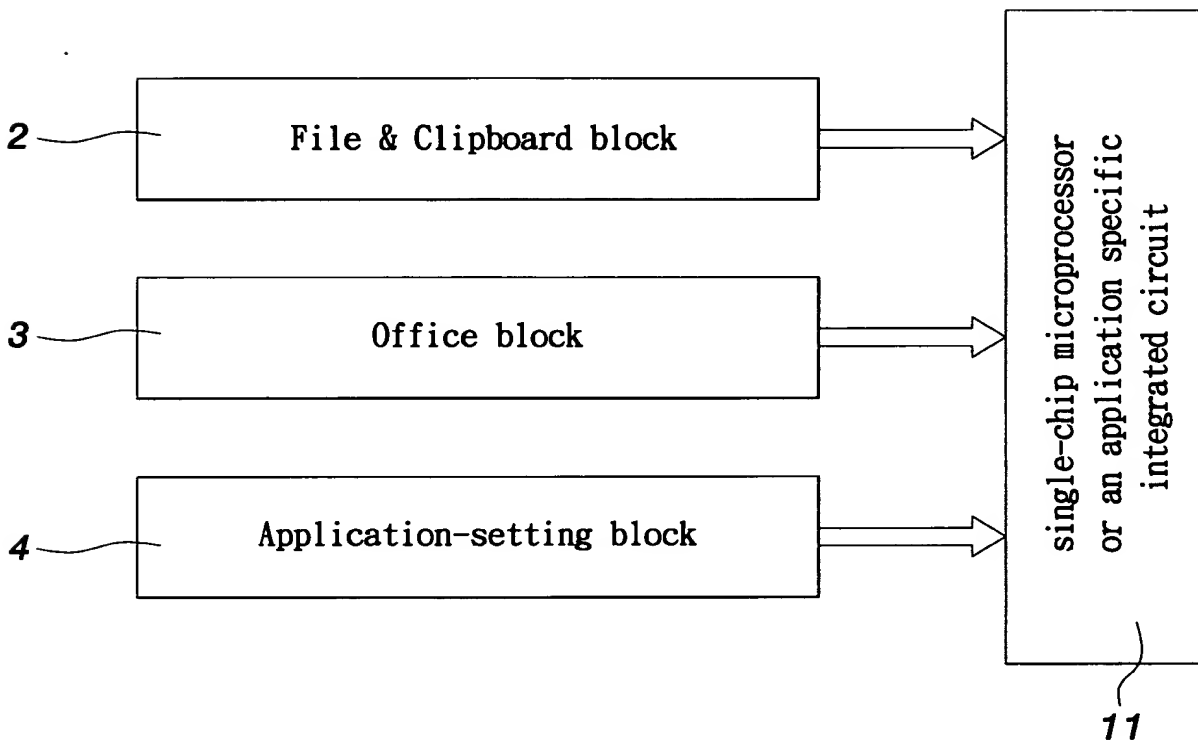 2
File & Clipboard block
3
Office block
4
Application-setting block
single-chip microprocessor
or an application specific
integrated circuit
11